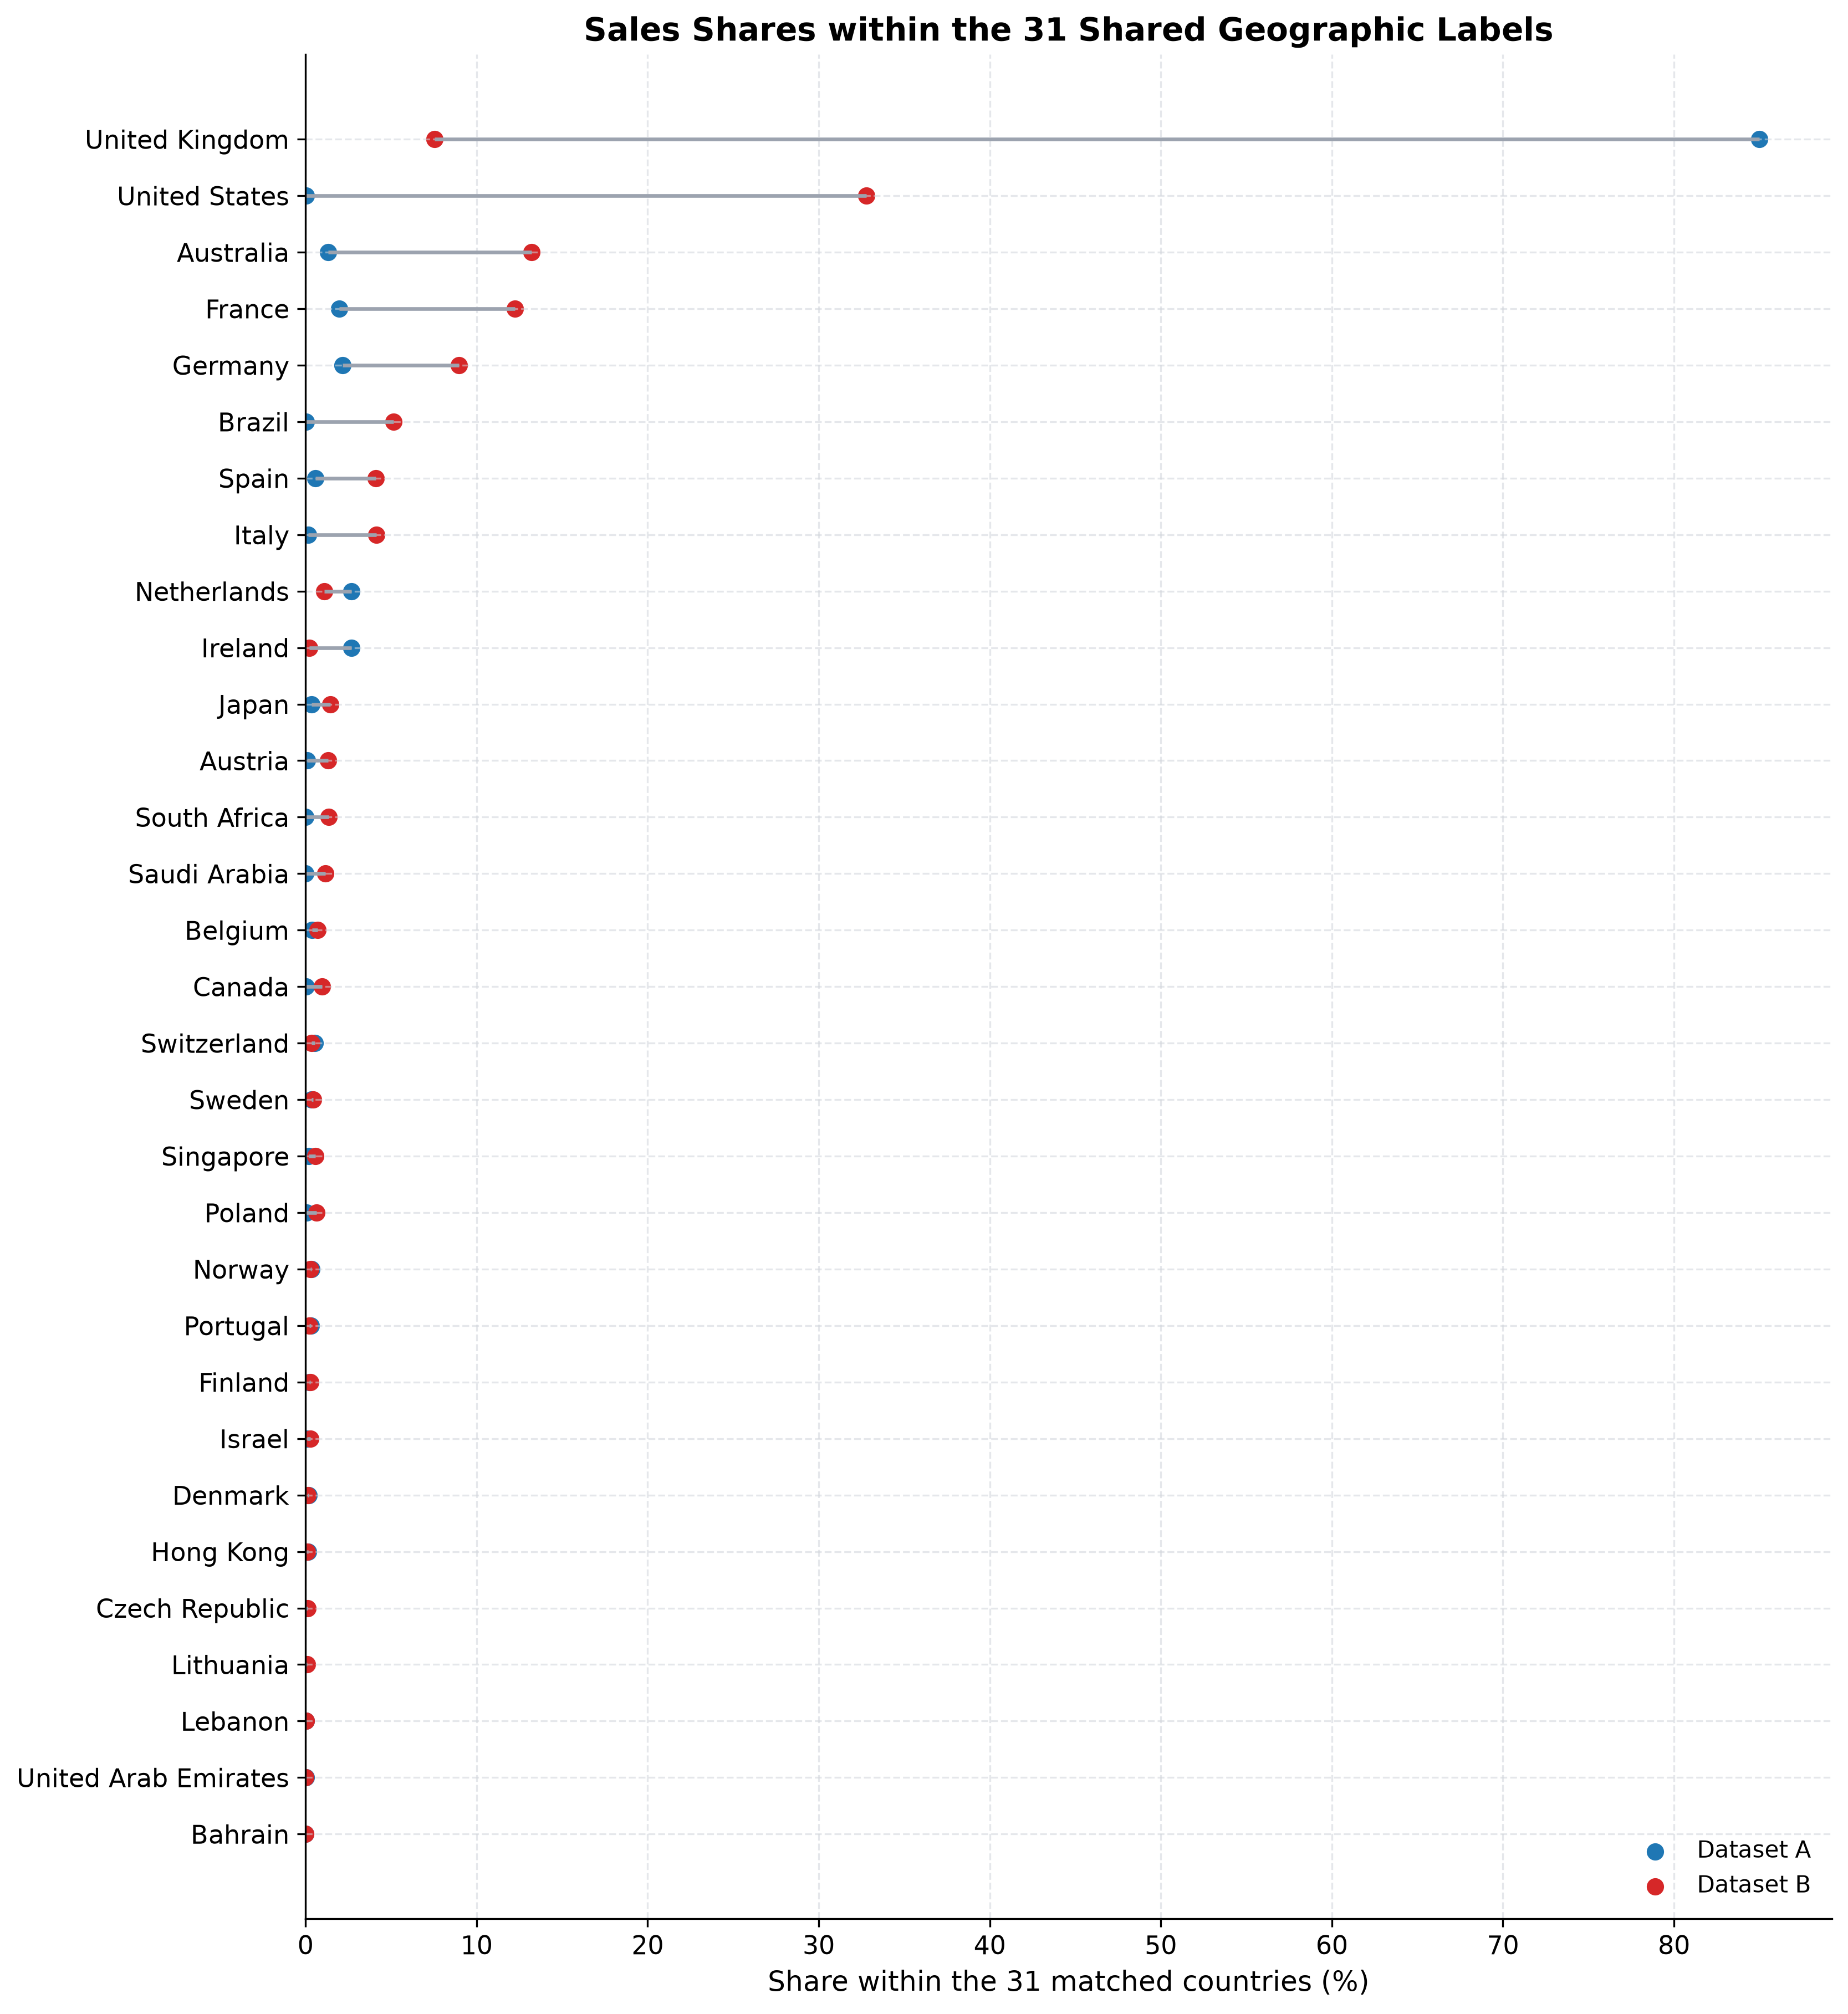 Sales Shares within the 31 Shared Geographic Labels
United Kingdom
United States
Australia
France
Germany
Brazil
Spain
Italy
Netherlands
Ireland
Japan
Austria
South Africa
Saudi Arabia
Belgium
Canada
Switzerland
Sweden
Singapore
Poland
Norway
Portugal
Finland
Israel
Denmark
Hong Kong
Czech Republic
Lithuania
Lebanon
United Arab Emirates
Bahrain
Dataset A
Dataset B
0 10 20 30 40 50 60 70 80
Share within the 31 matched countries (%)